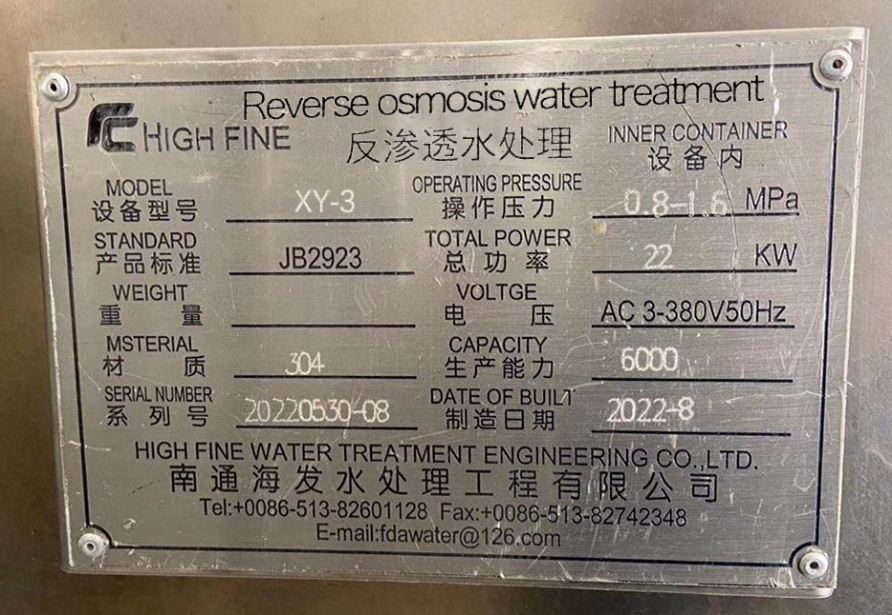 Reverse osmosis water treatment
HIGH FINE 反渗透水处理 INNER CONTAINER
设备内
MODEL XY-3 OPERATING PRESSURE 0.8-1.6 MPa
设备型号 操作压力
STANDARD JB2923 TOTAL POWER 22 KW
产品标准 总功率
WEIGHT VOLTGE AC 3-380V50Hz
重量 电压
MSTERIAL 304 CAPACITY 6000
材质 生产能力
SERIAL NUMBER 20220530-08 DATE OF BUILT 2022-8
系列号 制造日期
HIGH FINE WATER TREATMENT ENGINEERING CO.,LTD.
南通海发水处理工程有限公司
Tel:+0086-513-82601128 Fax:+0086-513-82742348
E-mail:fdawater@126.com